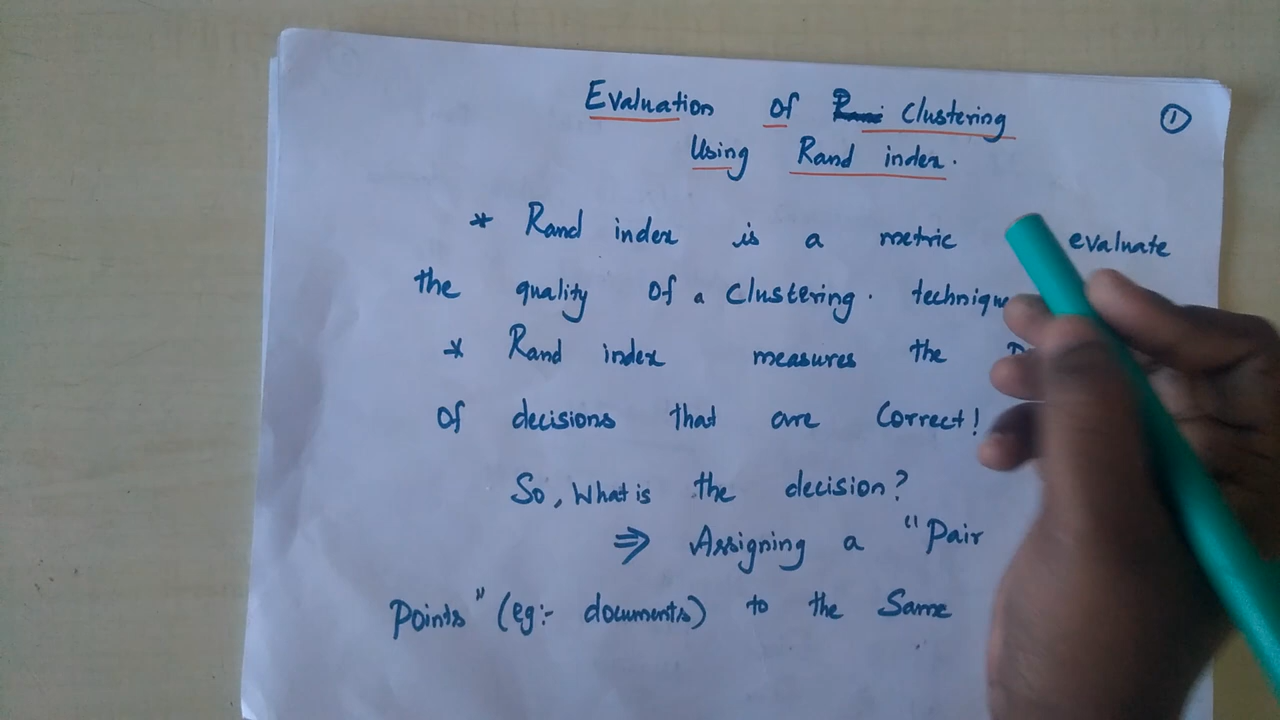 Evaluation of Clustering
Using Rand index.
①
* Rand index is a metric evaluate
the quality of a clustering. technique
* Rand index measures the
of decisions that are correct!
So, What is the decision?
⇒ Assigning a "Pair
Points" (eg:- documents) to the Same